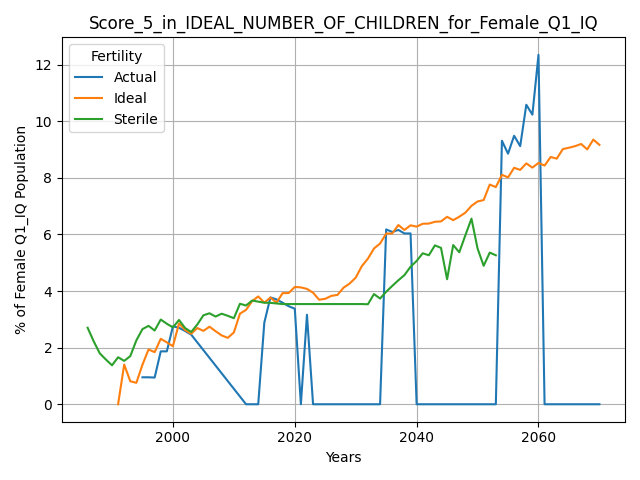 Score_5_in_IDEAL_NUMBER_OF_CHILDREN_for_Female_Q1_IQ
Fertility
Actual
Ideal
Sterile
% of Female Q1_IQ Population
12
10
8
6
4
2
0
2000
2020
2040
2060
Years